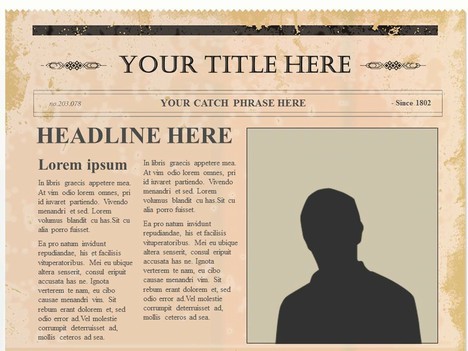 YOUR TITLE HERE
no.203.078
YOUR CATCH PHRASE HERE
- Since 1802
HEADLINE HERE
Lorem ipsum
In libris graecis appetere mea.
At vim odio lorem omnes, pri
id iuvaret partiendo. Vivendo
menandri et sed. Lorem
volumus blandit cu has.Sit cu
alia porro fuisset.
Ea pro natum invidunt
repudiandae, his et facilisis
vituperatoribus. Mei eu ubique
altera senserit, consul eripuit
accusata has ne. Ignota
verterem te nam, eu cibo
causae menandri vim. Sit
rebum erant dolorem et, sed
odio error ad.Vel molestie
corrumpit deterruisset ad,
mollis ceteros ad sea.
In libris graecis appetere mea.
At vim odio lorem omnes, pri
id iuvaret partiendo. Vivendo
menandri et sed. Lorem
volumus blandit cu has.Sit cu
alia porro fuisset.
Ea pro natum invidunt
repudiandae, his et facilisis
vituperatoribus. Mei eu ubique
altera senserit, consul eripuit
accusata has ne. Ignota
verterem te nam, eu cibo
causae menandri vim. Sit
rebum erant dolorem et, sed
odio error ad.Vel molestie
corrumpit deterruisset ad,
mollis ceteros ad sea.